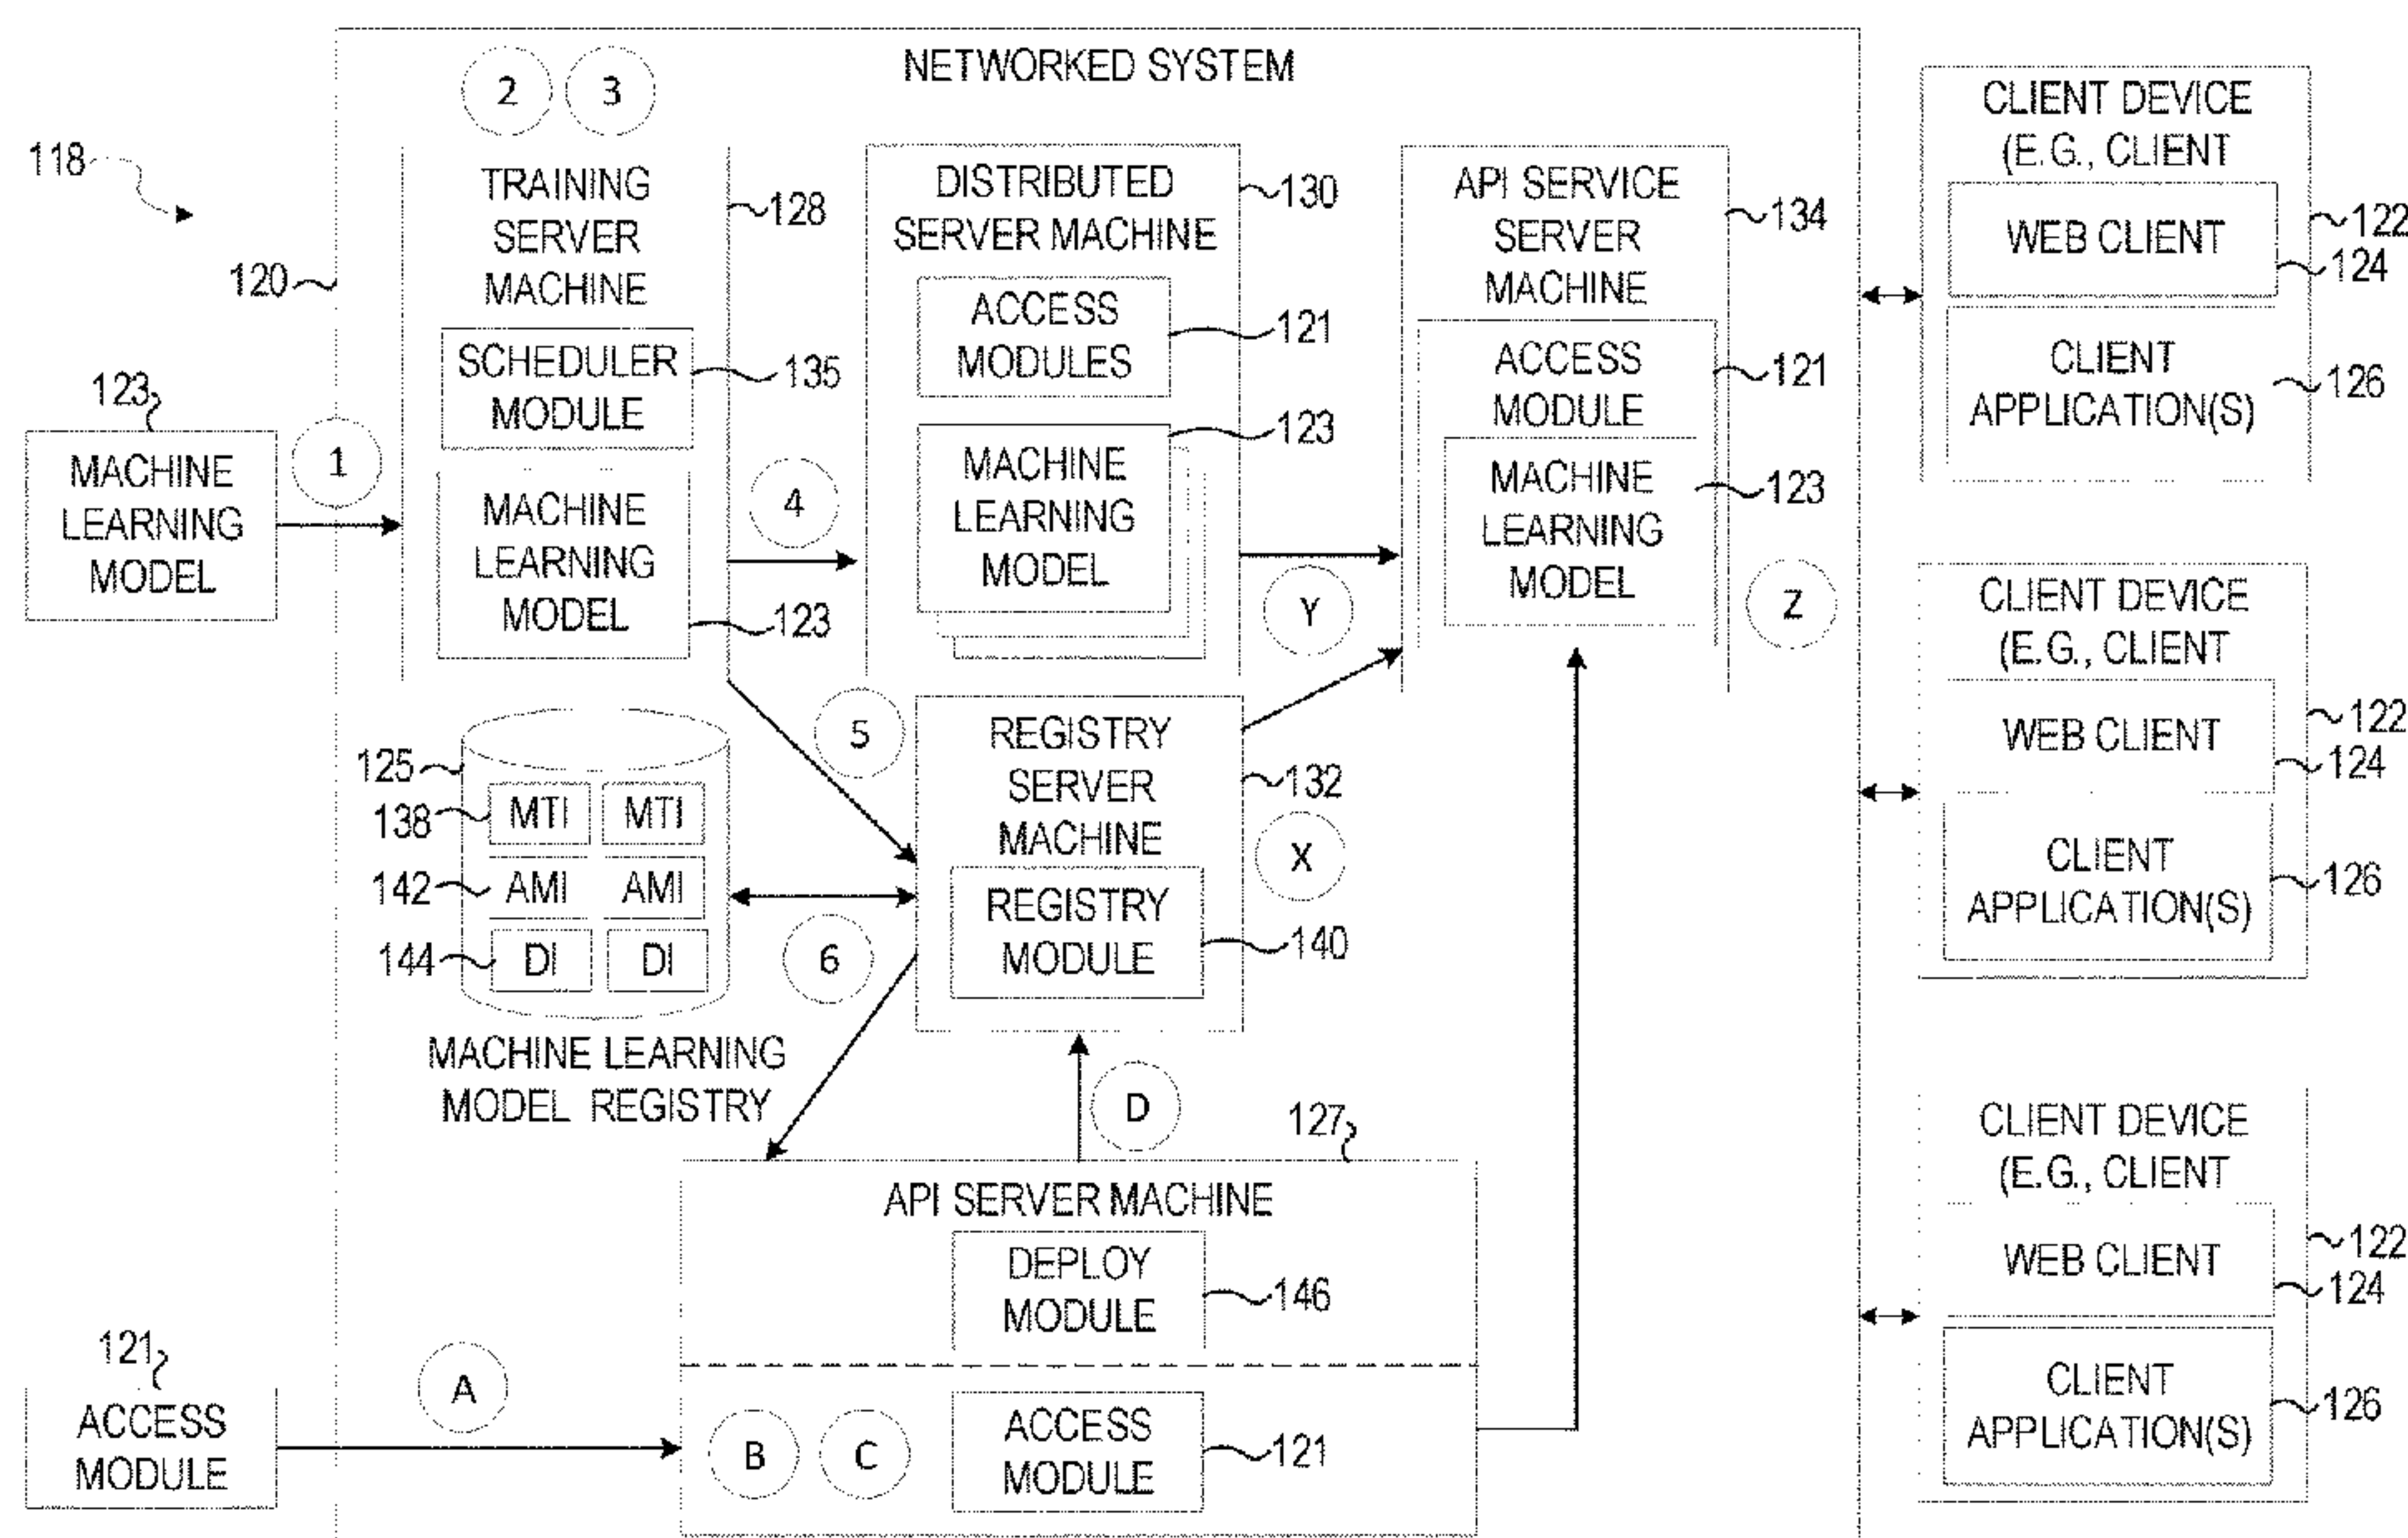 NETWORKED SYSTEM
118
120
2
3
TRAINING
SERVER
MACHINE
128
SCHEDULER
MODULE
135
MACHINE
LEARNING
MODEL
123
123
MACHINE
LEARNING
MODEL
1
4
DISTRIBUTED
SERVER MACHINE
130
ACCESS
MODULES
121
123
MACHINE
LEARNING
MODEL
Y
API SERVICE
SERVER
MACHINE
134
ACCESS
MODULE
121
MACHINE
LEARNING
MODEL
123
Z
CLIENT DEVICE
(E.G., CLIENT
122
WEB CLIENT
124
CLIENT
APPLICATION(S)
126
CLIENT DEVICE
(E.G., CLIENT
122
WEB CLIENT
124
CLIENT
APPLICATION(S)
126
CLIENT DEVICE
(E.G., CLIENT
122
WEB CLIENT
124
CLIENT
APPLICATION(S)
126
5
125
138
MTI MTI
142
AMI AMI
144
DI DI
MACHINE LEARNING
MODEL REGISTRY
6
REGISTRY
SERVER
MACHINE
132
X
REGISTRY
MODULE
140
D
127
API SERVER MACHINE
DEPLOY
MODULE
146
121
ACCESS
MODULE
A
B
C
ACCESS
MODULE
121